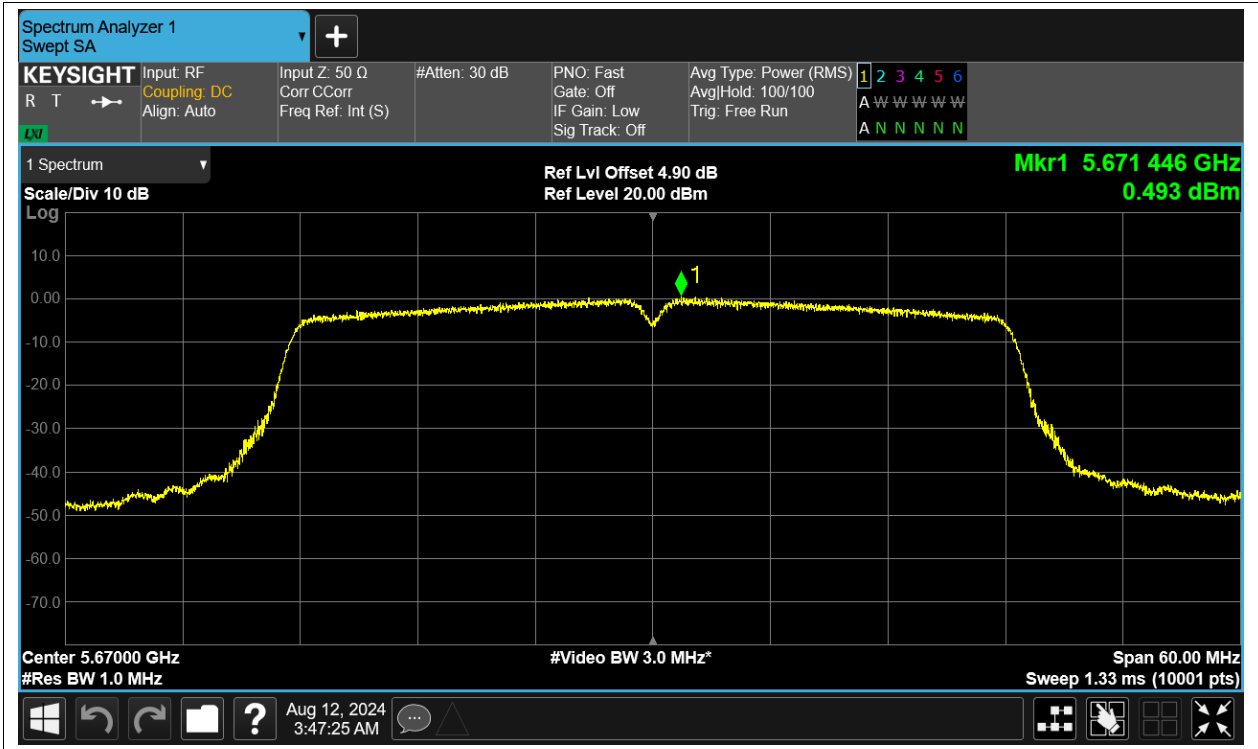 Spectrum Analyzer 1
Swept SA
KEYSIGHT
R T
LXI
Input: RF
Coupling: DC
Align: Auto
Input Z: 50 Ω
Corr CCorr
Freq Ref: Int (S)
#Atten: 30 dB
PNO: Fast
Gate: Off
IF Gain: Low
Sig Track: Off
Avg Type: Power (RMS)
Avg|Hold: 100/100
Trig: Free Run
1 2 3 4 5 6
A W W W W W
A N N N N N
1 Spectrum
Scale/Div 10 dB
Log
Ref Lvl Offset 4.90 dB
Ref Level 20.00 dBm
Mkr1 5.671 446 GHz
0.493 dBm
1
10.0
0.00
-10.0
-20.0
-30.0
-40.0
-50.0
-60.0
-70.0
Center 5.67000 GHz
#Res BW 1.0 MHz
#Video BW 3.0 MHz*
Span 60.00 MHz
Sweep 1.33 ms (10001 pts)
?
Aug 12, 2024
3:47:25 AM